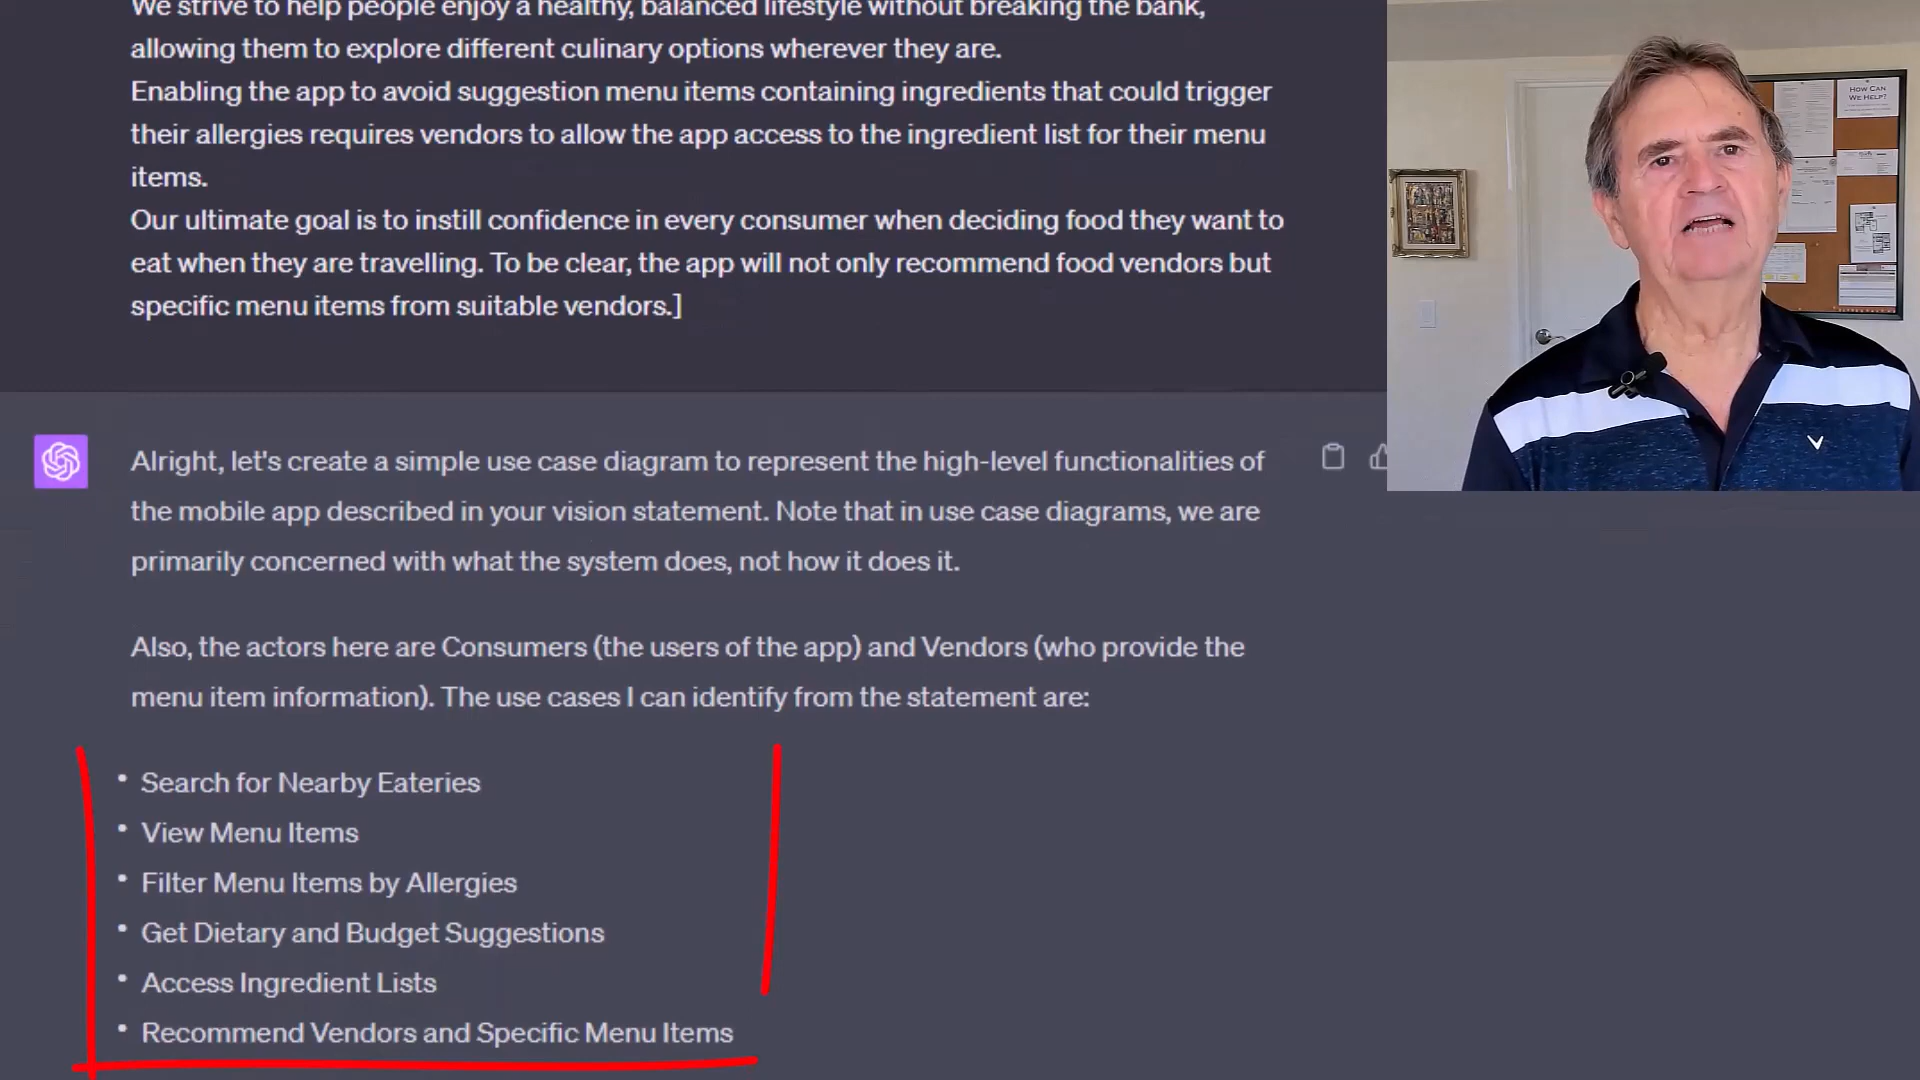 We strive to help people enjoy a healthy, balanced lifestyle without breaking the bank,
allowing them to explore different culinary options wherever they are.
Enabling the app to avoid suggestion menu items containing ingredients that could trigger
their allergies requires vendors to allow the app access to the ingredient list for their menu
items.
Our ultimate goal is to instill confidence in every consumer when deciding food they want to
eat when they are travelling. To be clear, the app will not only recommend food vendors but
specific menu items from suitable vendors.]
HOW CAN
WE HELP?
Alright, let's create a simple use case diagram to represent the high-level functionalities of
the mobile app described in your vision statement. Note that in use case diagrams, we are
primarily concerned with what the system does, not how it does it.
Also, the actors here are Consumers (the users of the app) and Vendors (who provide the
menu item information). The use cases I can identify from the statement are:
• Search for Nearby Eateries
• View Menu Items
• Filter Menu Items by Allergies
• Get Dietary and Budget Suggestions
• Access Ingredient Lists
• Recommend Vendors and Specific Menu Items